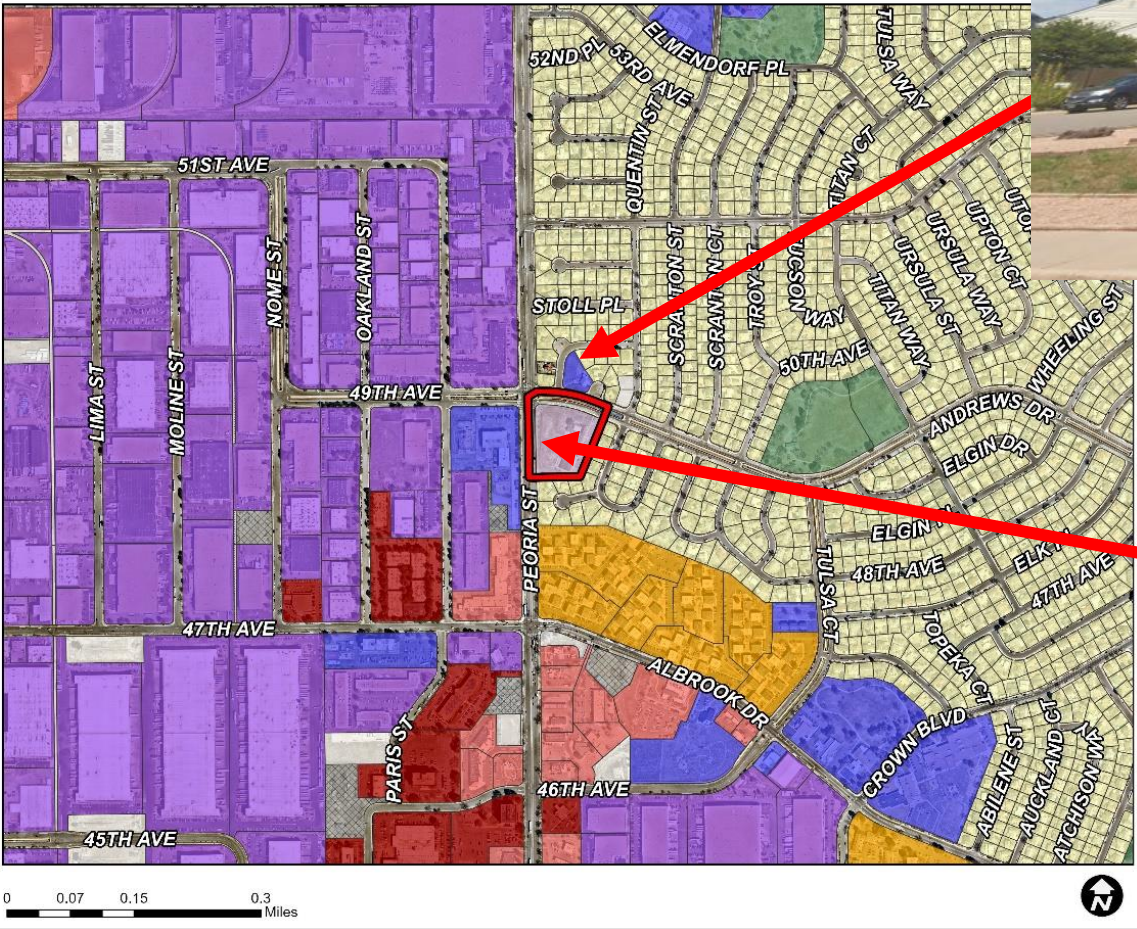 52ND PL
53RD AVE
ELMENDORF PL
TULSA WAY
QUENTIN ST
TITAN CT
51ST AVE
NOME ST
OAKLAND ST
STOLL PL
SCRANTON ST
SCRANTON CT
TROY ST
TUCSON WAY
TITAN WAY
URSULA ST
URSULA WAY
UPTON CT
WHEELING ST
LIMA ST
MOLINE ST
49TH AVE
50TH AVE
ANDREWS DR
ELGIN DR
PEORIA ST
ELGIN
48TH AVE
47TH AVE
TULSA CT
47TH AVE
ALBROOK DR
TOPEKA CT
CROWN BLVD
PARIS ST
46TH AVE
ABILENE ST
AUCKLAND CT
ATCHISON WAY
45TH AVE
0 0.07 0.15 0.3
Miles
N